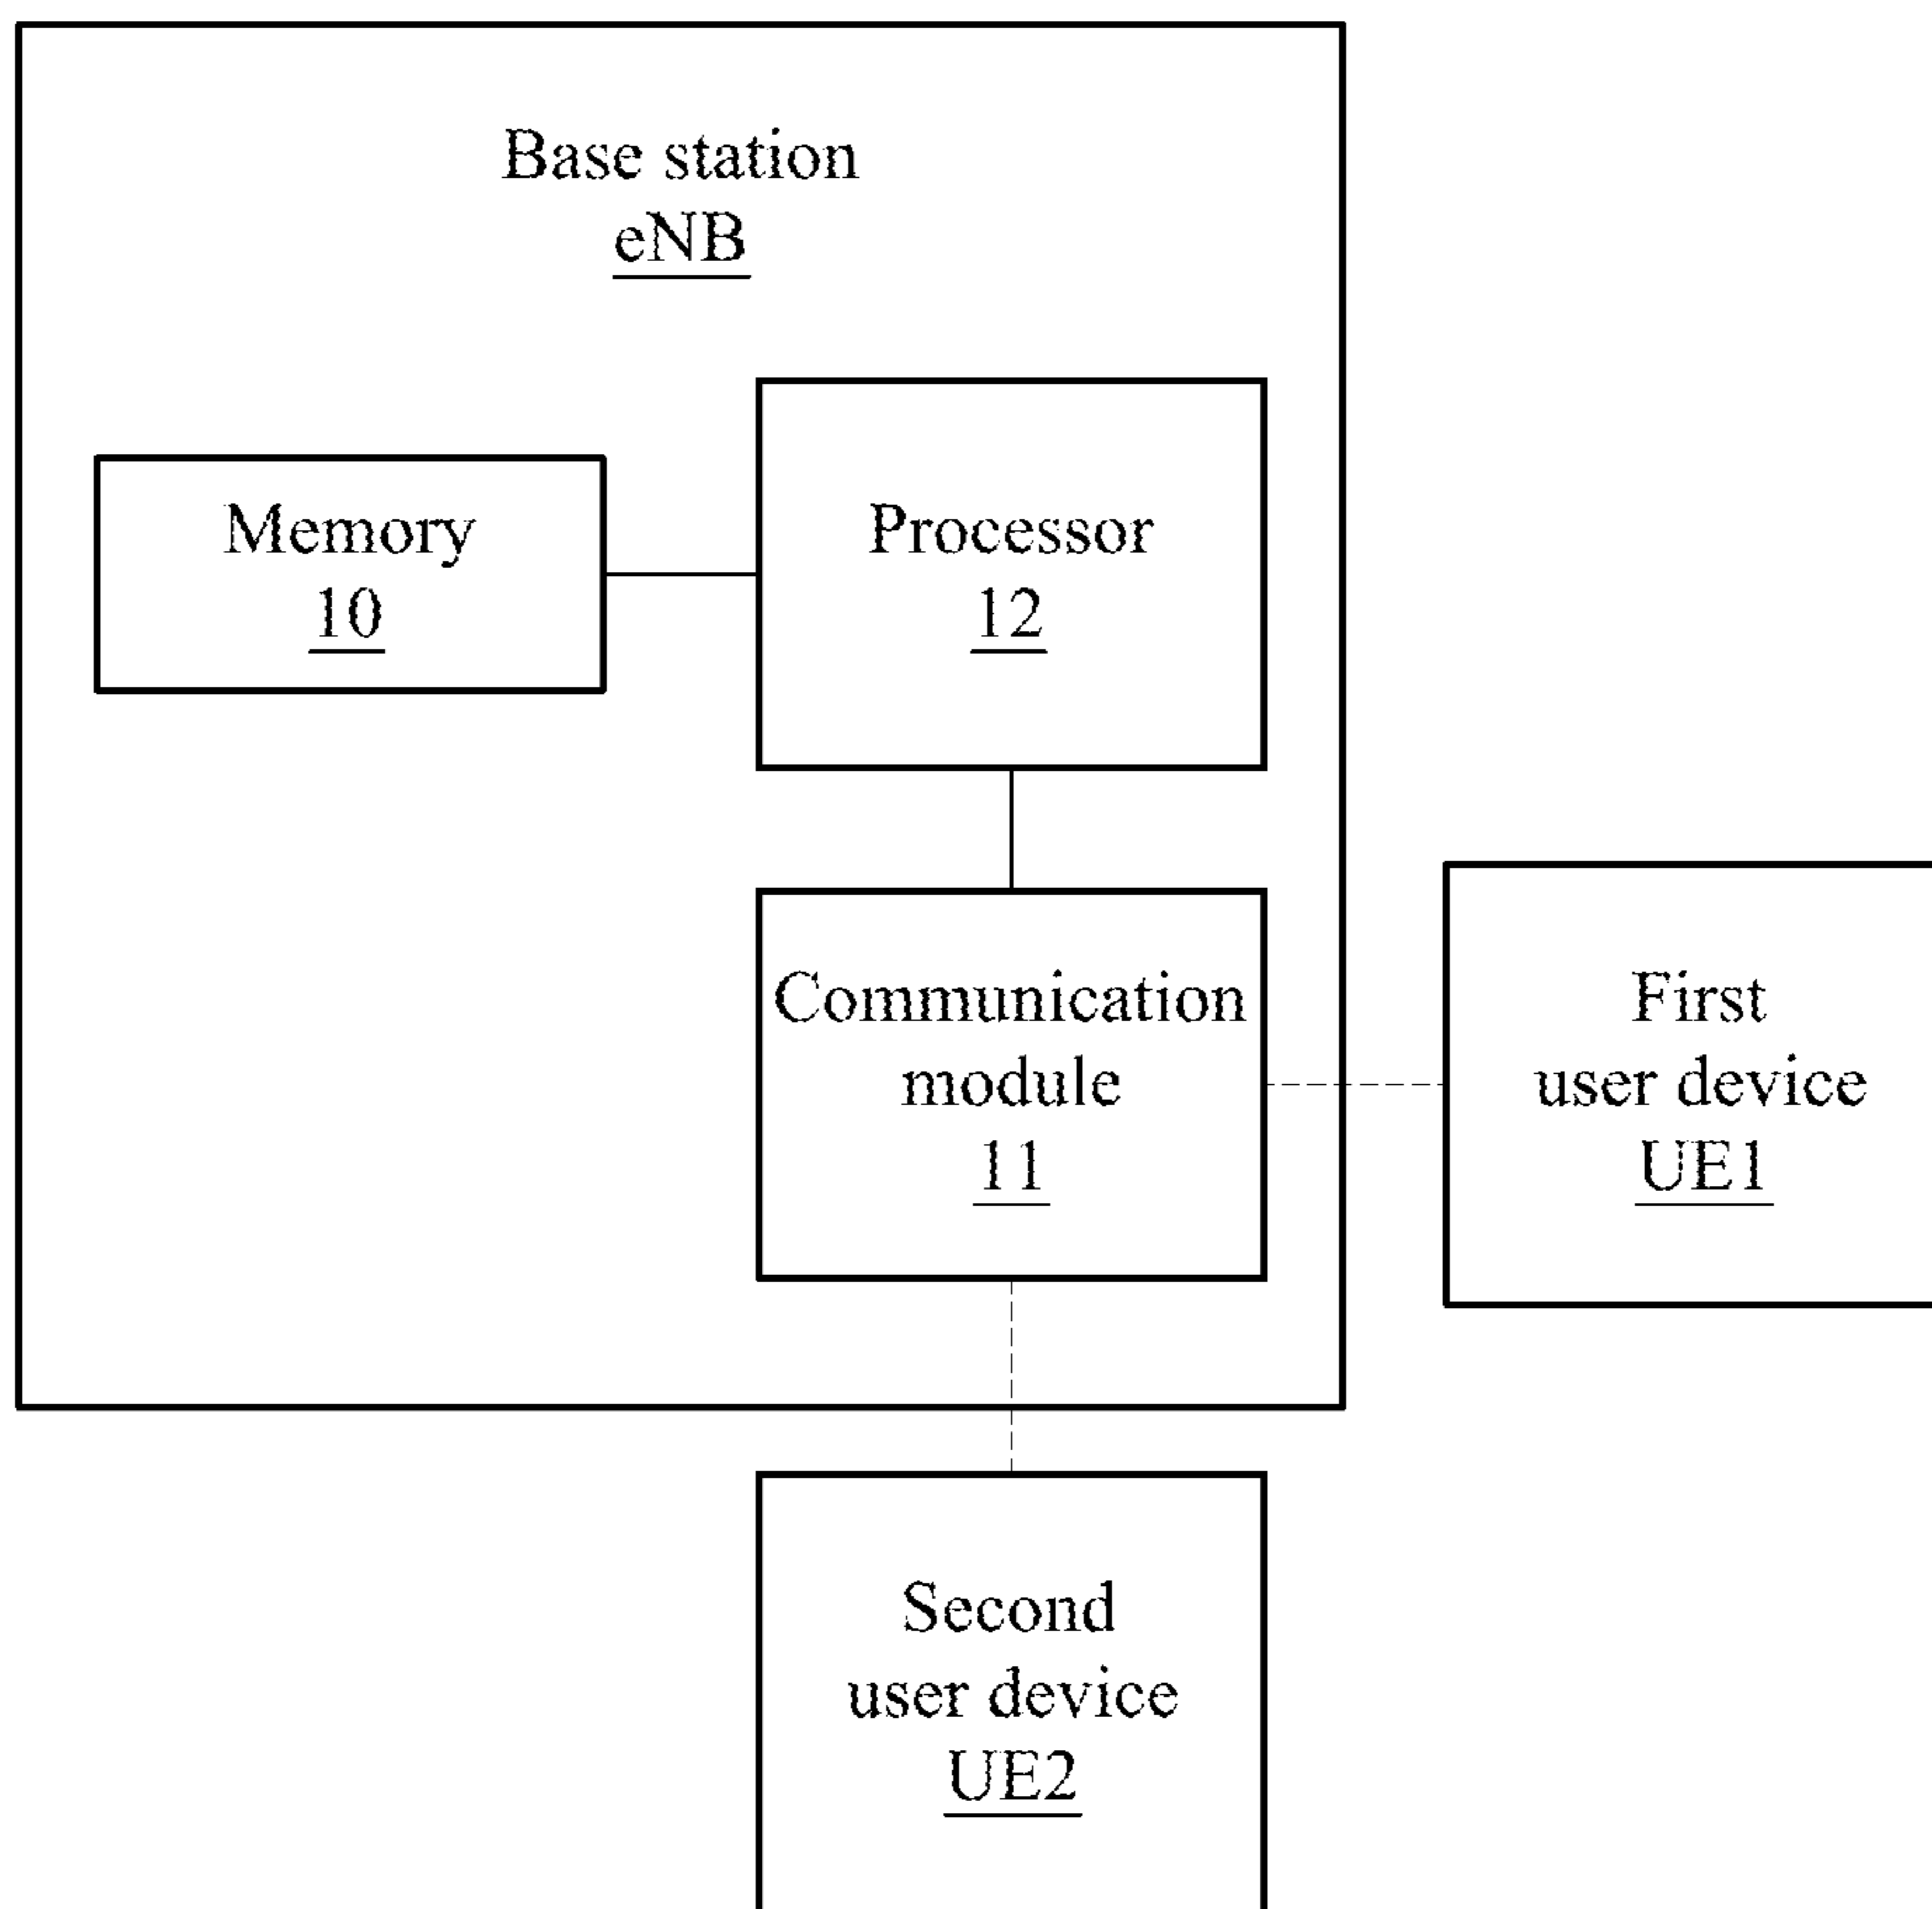 Base station
eNB
Memory
10
Processor
12
Communication
module
11
First
user device
UE1
Second
user device
UE2